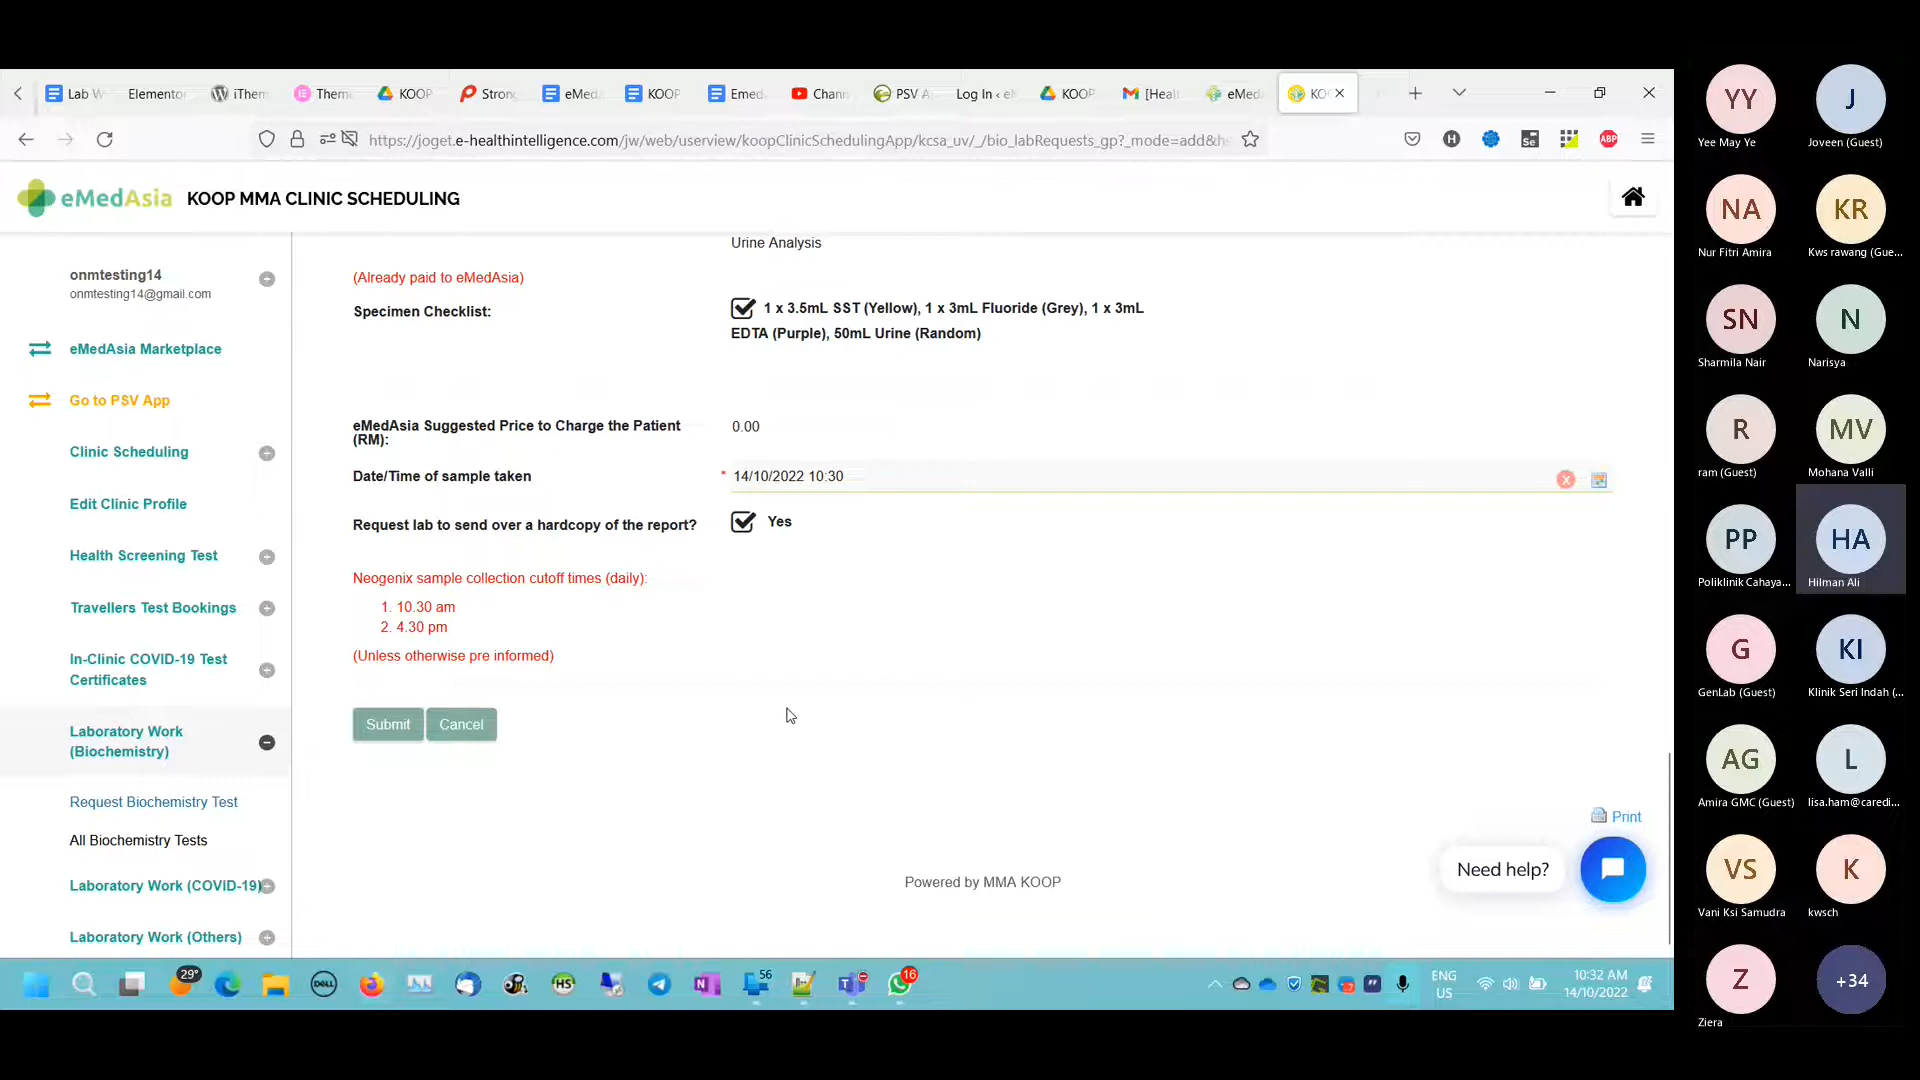 Lab W
Elemento
iThem
Theme
KOOP
Strong
eMedA
KOOP
Emed
Chann
PSV A
Log In ‹ e
KOOP
[Heal
eMed
KO
https://joget.e-healthintelligence.com/jw/web/userview/koopClinicSchedulingApp/kcsa_uv/_/bio_labRequests_gp?_mode=add&h
eMedAsia KOOP MMA CLINIC SCHEDULING
onmtesting14
onmtesting14@gmail.com
eMedAsia Marketplace
Go to PSV App
Clinic Scheduling
Edit Clinic Profile
Health Screening Test
Travellers Test Bookings
In-Clinic COVID-19 Test
Certificates
Laboratory Work
(Biochemistry)
Request Biochemistry Test
All Biochemistry Tests
Laboratory Work (COVID-19)
Laboratory Work (Others)
Urine Analysis
(Already paid to eMedAsia)
Specimen Checklist:
1 x 3.5mL SST (Yellow), 1 x 3mL Fluoride (Grey), 1 x 3mL
EDTA (Purple), 50mL Urine (Random)
eMedAsia Suggested Price to Charge the Patient
(RM):
0.00
Date/Time of sample taken
* 14/10/2022 10:30
Request lab to send over a hardcopy of the report?
Yes
Neogenix sample collection cutoff times (daily):
1. 10.30 am
2. 4.30 pm
(Unless otherwise pre informed)
Submit
Cancel
Print
Need help?
Powered by MMA KOOP
29°
DELL
HS
56
16
ENG
US
10:32 AM
14/10/2022
YY
Yee May Ye
J
Joveen (Guest)
NA
Nur Fitri Amira
KR
Kws rawang (Gue...
SN
Sharmila Nair
N
Narisya
R
ram (Guest)
MV
Mohana Valli
PP
Poliklinik Cahaya...
HA
Hilman Ali
G
GenLab (Guest)
KI
Klinik Seri Indah (...
AG
Amira GMC (Guest)
L
lisa.ham@caredi...
VS
Vani Ksi Samudra
K
kwsch
Z
Ziera
+34